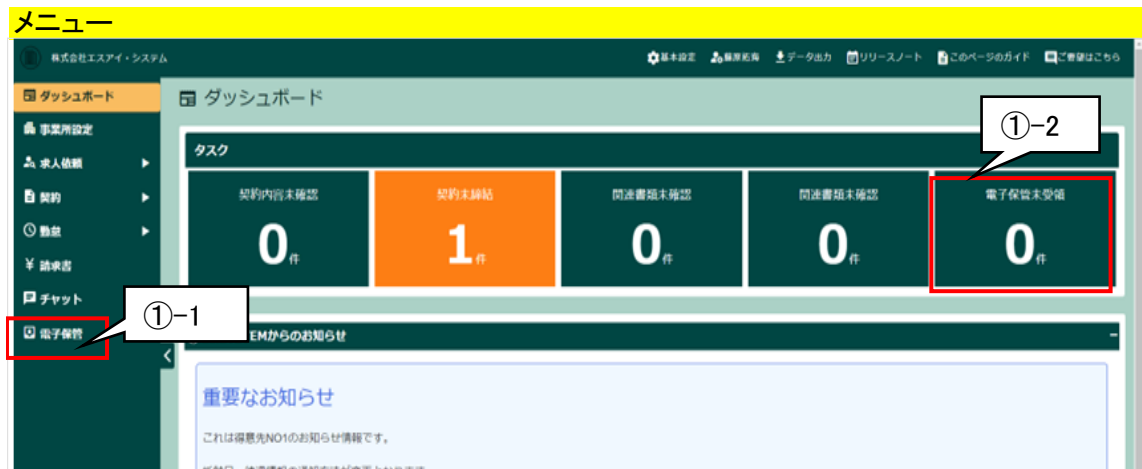 メニュー
株式会社エスアイ・システム
基本設定
データ出力
リリースノート
このページのガイド
ご要望はこちら
ダッシュボード
事業所設定
求人依頼
契約
勤怠
請求書
チャット
電子保管
①-1
ダッシュボード
①-2
タスク
契約内容未確認
0件
契約未締結
1件
関連書類未確認
0件
関連書類未確認
0件
電子保管未受領
0件
EMからのお知らせ
重要なお知らせ
これは得意先NO1のお知らせ情報です。